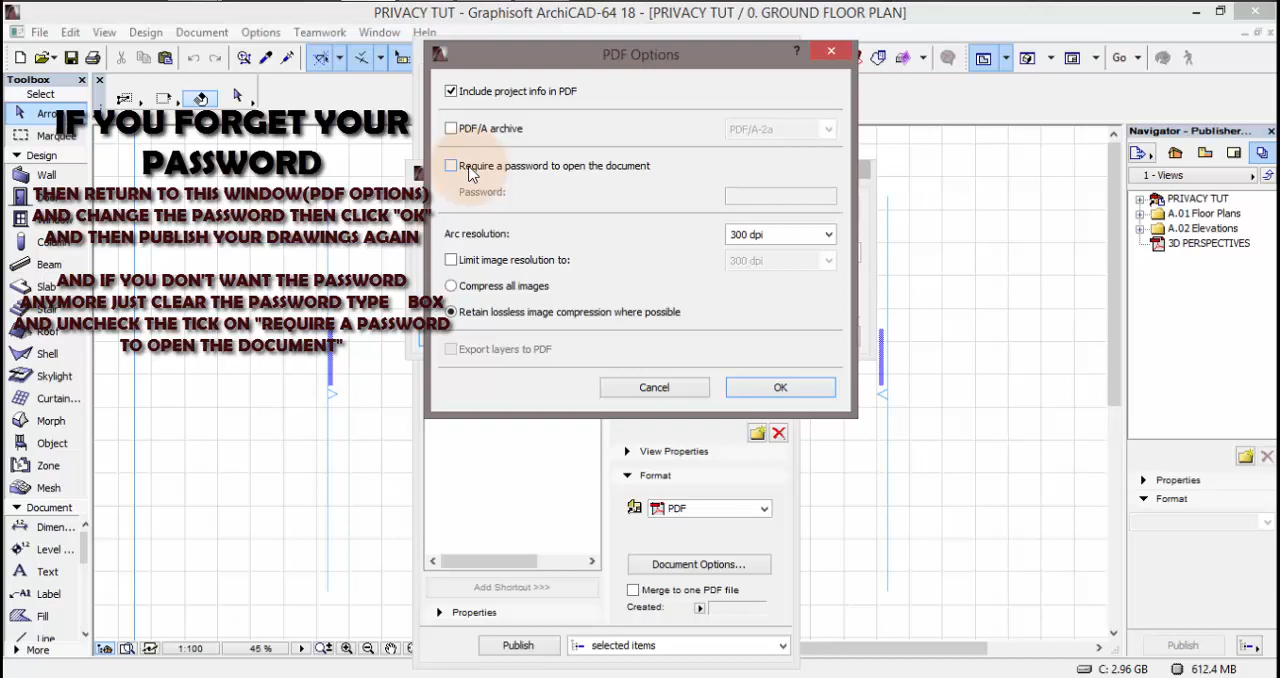 PRIVACY TUT - Graphisoft ArchiCAD-64 18 - [PRIVACY TUT / 0. GROUND FLOOR PLAN]
File Edit View Design Document Options Teamwork Window Help
Go
Toolbox
Select
Arro
Marquee
Design
Wall
Beam
Slab
Shell
Skylight
Curtain...
Morph
Object
Zone
Mesh
Document
Dimen...
Level ...
Text
Label
Fill
Line
More
IF YOU FORGET YOUR
PASSWORD
THEN RETURN TO THIS WINDOW(PDF OPTIONS)
AND CHANGE THE PASSWORD THEN CLICK "OK"
AND THEN PUBLISH YOUR DRAWINGS AGAIN
AND IF YOU DON'T WANT THE PASSWORD
ANYMORE JUST CLEAR THE PASSWORD TYPE BOX
AND UNCHECK THE TICK ON "REQUIRE A PASSWORD
TO OPEN THE DOCUMENT"
PDF Options
?
Include project info in PDF
PDF/A archive PDF/A-2a
Require a password to open the document
Password:
Arc resolution: 300 dpi
Limit image resolution to: 300 dpi
Compress all images
Retain lossless image compression where possible
Export layers to PDF
Cancel OK
View Properties
Format
PDF
Document Options...
Add Shortcut >>>
Merge to one PDF file
Created:
Properties
Publish selected items
Navigator - Publisher...
1 - Views
PRIVACY TUT
A.01 Floor Plans
A.02 Elevations
3D PERSPECTIVES
Properties
Format
Publish
1:100 45 %
C: 2.96 GB 612.4 MB